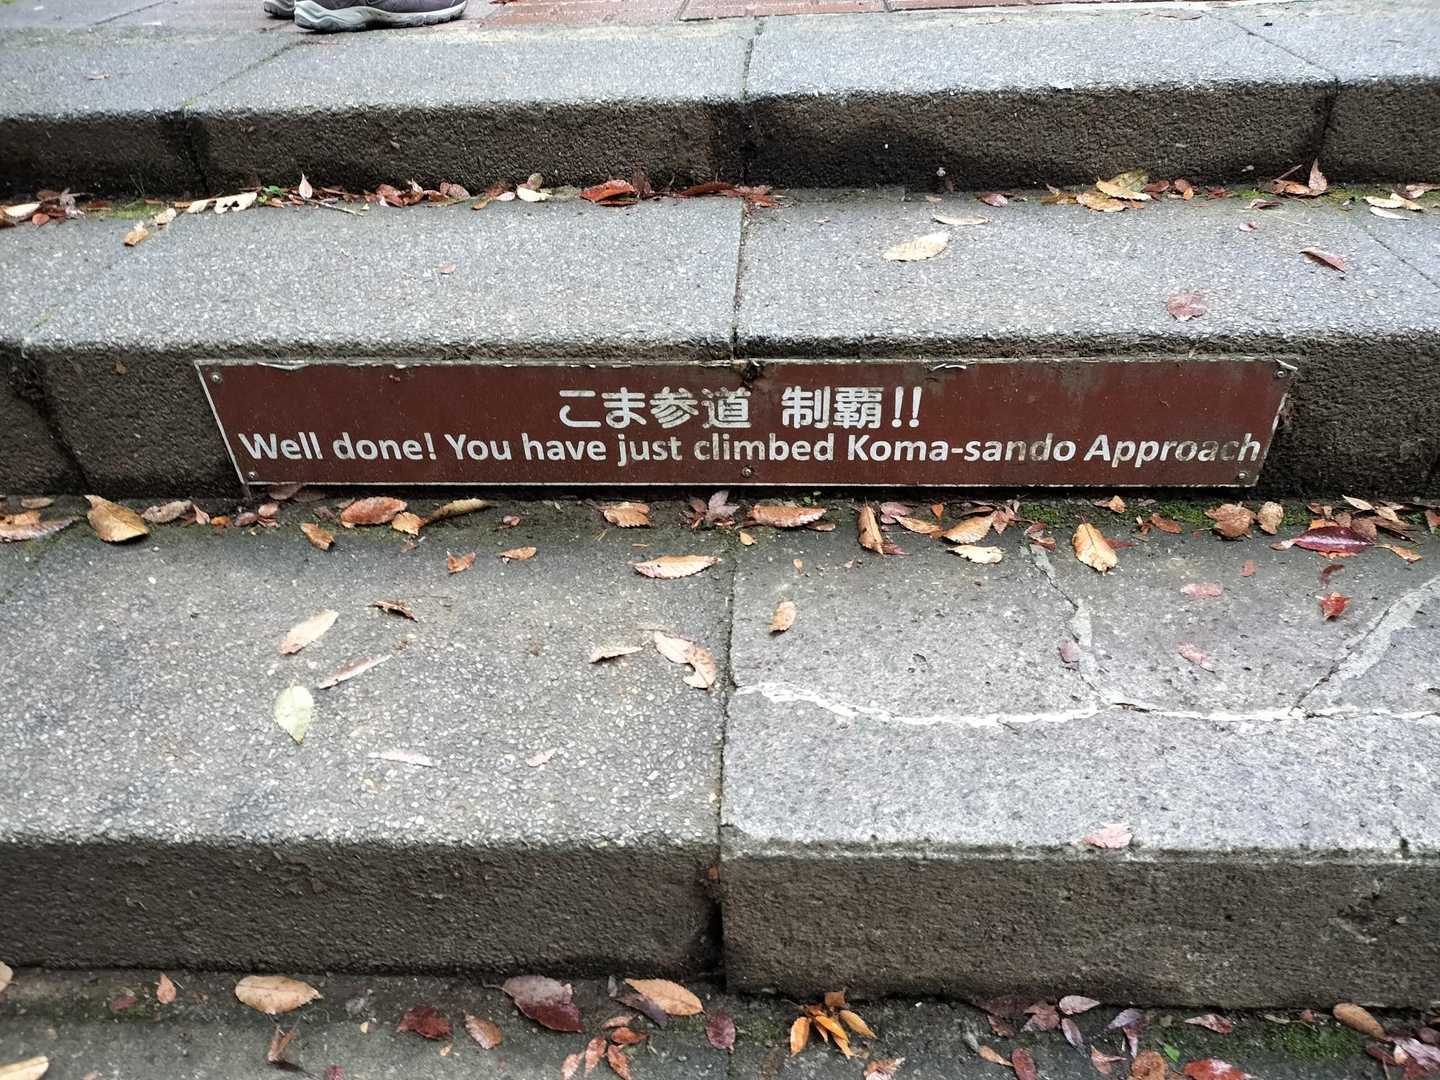 こま参道 制覇!!
Well done! You have just climbed Koma-sando Approach